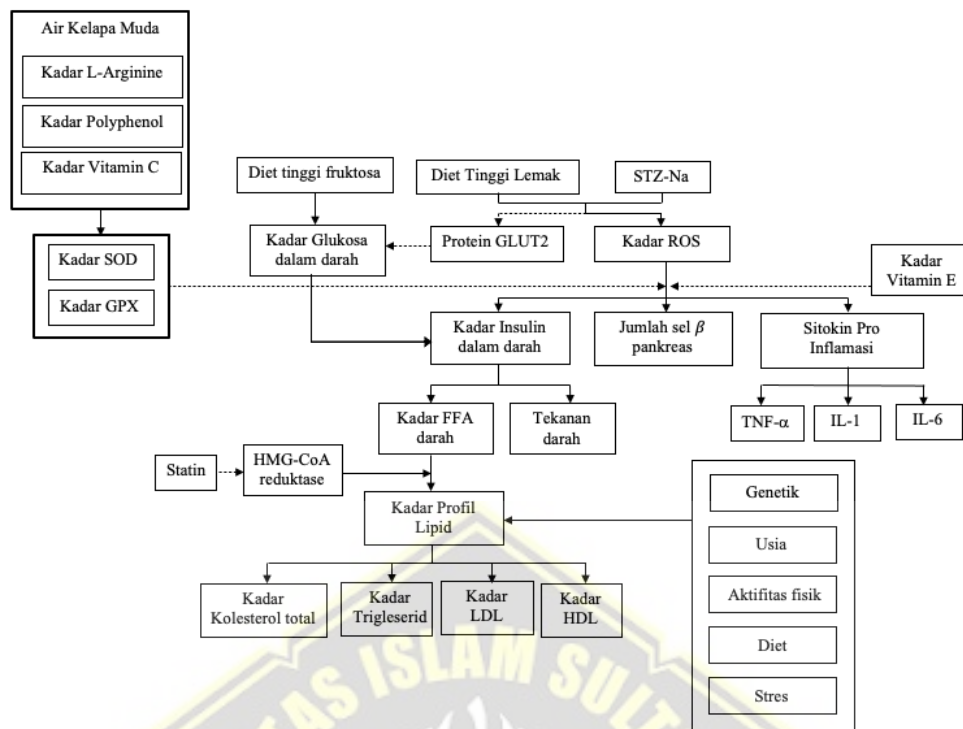 Air Kelapa Muda
Kadar L-Arginine
Kadar Polyphenol
Kadar Vitamin C
Kadar SOD
Kadar GPX
Diet tinggi fruktosa
Diet Tinggi Lemak
STZ-Na
Kadar Glukosa
dalam darah
Protein GLUT2
Kadar ROS
Kadar
Vitamin E
Kadar Insulin
dalam darah
Jumlah sel β
pankreas
Sitokin Pro
Inflamasi
Kadar FFA
darah
Tekanan
darah
TNF-α
IL-1
IL-6
Statin
HMG-CoA
reduktase
Kadar Profil
Lipid
Kadar
Kolesterol total
Kadar
Trigleserid
Kadar
LDL
Kadar
HDL
Genetik
Usia
Aktifitas fisik
Diet
Stres
AS ISLAM SULT